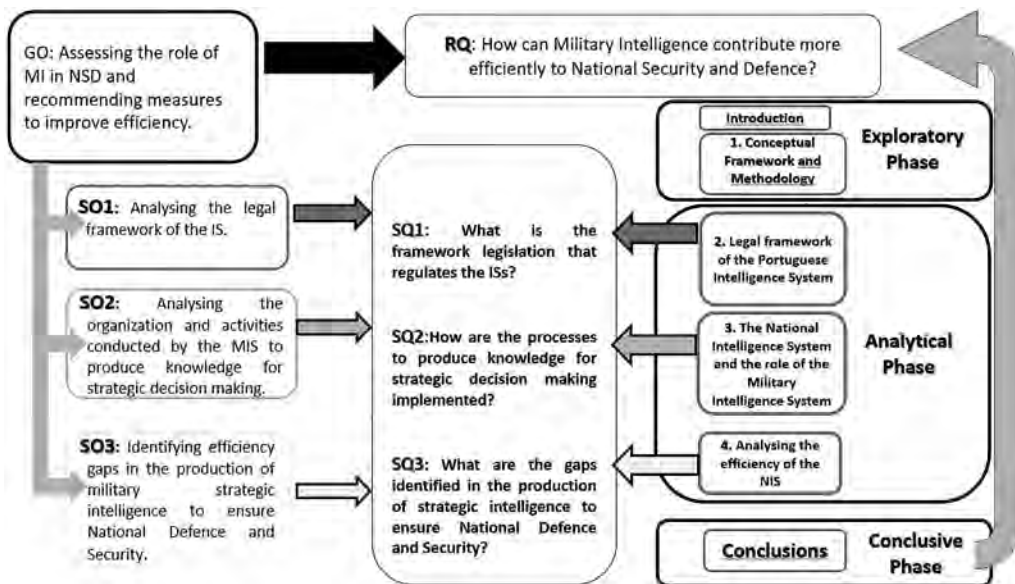 GO: Assessing the role of
MI in NSD and
recommending measures
to improve efficiency.
RQ: How can Military Intelligence contribute more
efficiently to National Security and Defence?
SO1: Analysing the legal
framework of the IS.
SO2: Analysing the
organization and activities
conducted by the MIS to
produce knowledge for
strategic decision making.
SO3: Identifying efficiency
gaps in the production of
military strategic
intelligence to ensure
National Defence and
Security.
SQ1: What is the
framework legislation that
regulates the ISs?
SQ2:How are the processes
to produce knowledge for
strategic decision making
implemented?
SQ3: What are the gaps
identified in the production
of strategic intelligence to
ensure National Defence
and Security?
Introduction
1. Conceptual
Framework and
Methodology
Exploratory
Phase
2. Legal framework
of the Portuguese
Intelligence System
3. The National
Intelligence System
and the role of the
Military
Intelligence System
4. Analysing the
efficiency of the
NIS
Analytical
Phase
Conclusions
Conclusive
Phase